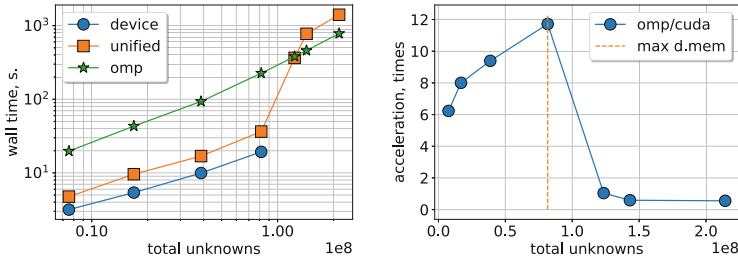 device
unified
omp
wall time, s.
10³
10²
10¹
0.10
1.00
total unknowns
1e8
omp/cuda
max d.mem
acceleration, times
12
10
8
6
4
2
0
0.0
0.5
1.0
1.5
2.0
total unknowns
1e8